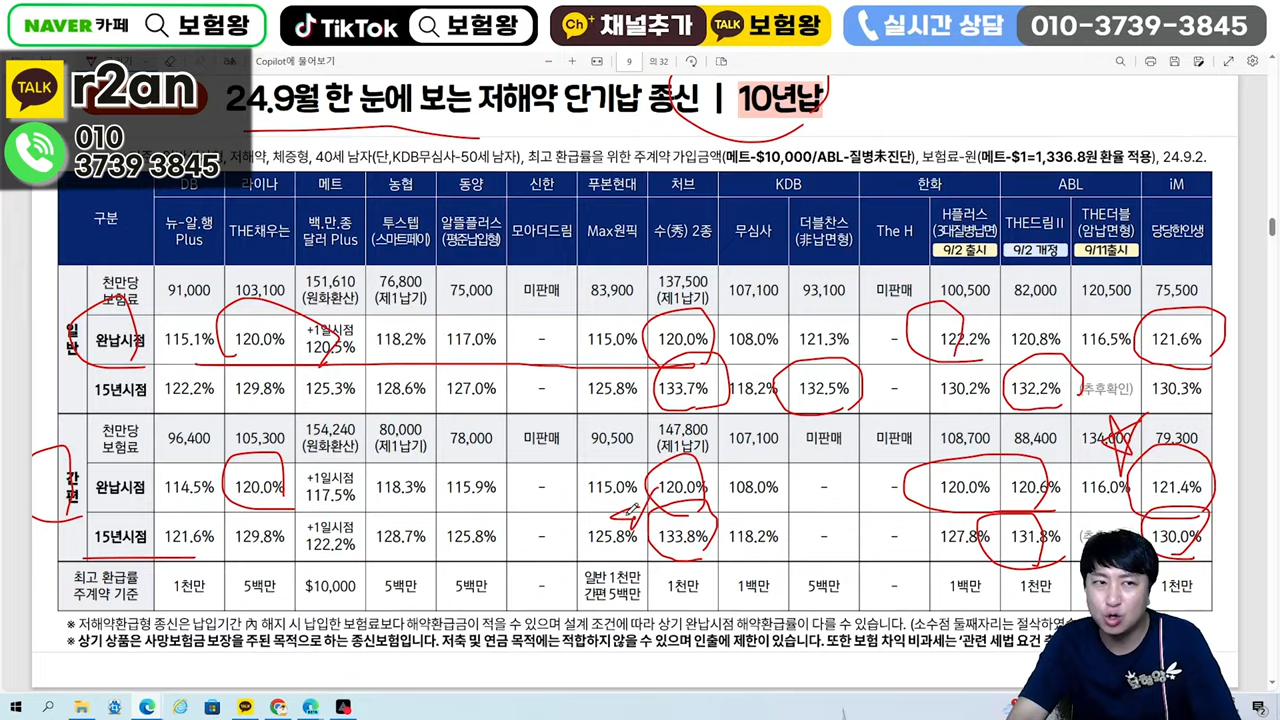 NAVER 카페 보험왕 TikTok 보험왕 Ch+ 채널추가 TALK 보험왕 실시간 상담 010-3739-3845
Copilot에 물어보기 9 의 32
TALK r2an
24.9월 한 눈에 보는 저해약 단기납 종신 | 10년납
010
3739 3845
저해약, 체증형, 40세 남자(단,KDB무심사-50세 남자), 최고 환급률을 위한 주계약 가입금액(메트-$10,000/ABL-질병未진단), 보험료-원(메트-$1=1,336.8원 환율 적용), 24.9.2.
구분 DB 라이나 메트 농협 동양 신한 푸본현대 처브 KDB 한화 ABL iM
뉴-알.행 Plus THE채우는 백.만.종 달러 Plus 투스텝 (스마트페이) 알뜰플러스 (평준납입형) 모아더드림 Max원픽 수(秀) 2종 무심사 더블찬스 (非납면형) The H H플러스 (3대질병납면) 9/2 출시 THE드림Ⅱ 9/2 개정 THE더블 (암납면형) 9/11출시 당당한인생
일반 천만당 보험료 91,000 103,100 151,610 (원화환산) 76,800 (제1납기) 75,000 미판매 83,900 137,500 (제1납기) 107,100 93,100 미판매 100,500 82,000 120,500 75,500
완납시점 115.1% 120.0% +1일시점 120.5% 118.2% 117.0% - 115.0% 120.0% 108.0% 121.3% - 122.2% 120.8% 116.5% 121.6%
15년시점 122.2% 129.8% 125.3% 128.6% 127.0% - 125.8% 133.7% 118.2% 132.5% - 130.2% 132.2% (추후확인) 130.3%
간편 천만당 보험료 96,400 105,300 154,240 (원화환산) 80,000 (제1납기) 78,000 미판매 90,500 147,800 (제1납기) 107,100 미판매 미판매 108,700 88,400 134,000 79,300
완납시점 114.5% 120.0% +1일시점 117.5% 118.3% 115.9% - 115.0% 120.0% 108.0% - - 120.0% 120.6% 116.0% 121.4%
15년시점 121.6% 129.8% +1일시점 122.2% 128.7% 125.8% - 125.8% 133.8% 118.2% - - 127.8% 131.8% 130.0%
최고 환급률 주계약 기준 1천만 5백만 $10,000 5백만 5백만 - 일반 1천만 간편 5백만 1천만 1백만 5백만 - 1백만 1천만 1천만
※ 저해약환급형 종신은 납입기간 內 해지 시 납입한 보험료보다 해약환급금이 적을 수 있으며 설계 조건에 따라 상기 완납시점 해약환급률이 다를 수 있습니다. (소수점 둘째자리는 절삭하였
※ 상기 상품은 사망보험금 보장을 주된 목적으로 하는 종신보험입니다. 저축 및 연금 목적에는 적합하지 않을 수 있으며 인출에 제한이 있습니다. 또한 보험 차익 비과세는 '관련 세법 요건
보험왕